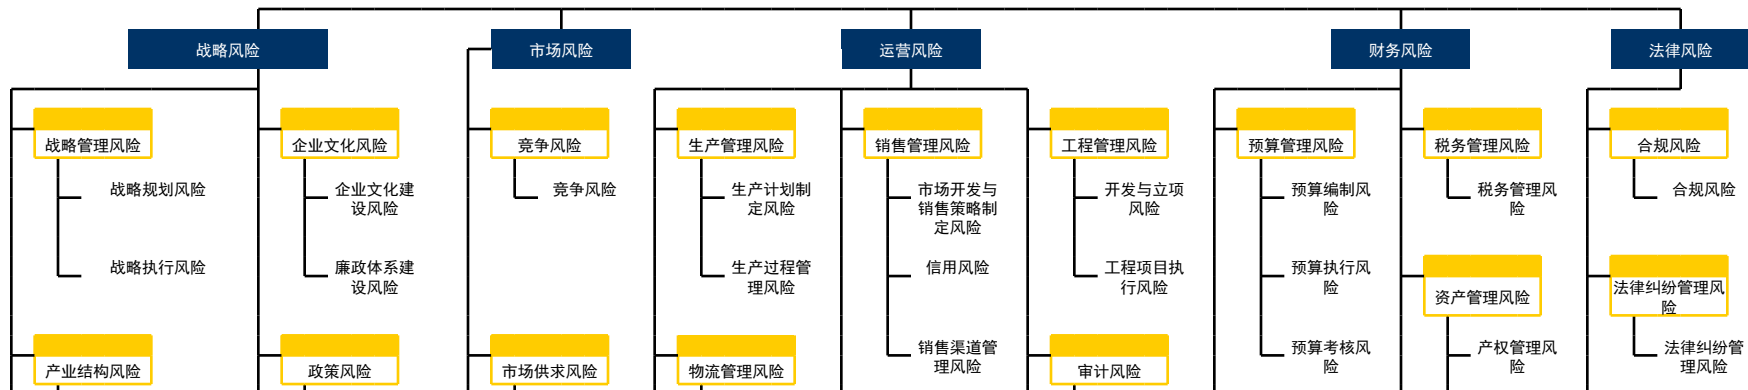 战略风险
市场风险
运营风险
财务风险
法律风险
战略管理风险
企业文化风险
竞争风险
生产管理风险
销售管理风险
工程管理风险
预算管理风险
税务管理风险
合规风险
战略规划风险
企业文化建
设风险
竞争风险
生产计划制
定风险
市场开发与
销售策略制
定风险
开发与立项
风险
预算编制风
险
税务管理风
险
合规风险
战略执行风险
廉政体系建
设风险
生产过程管
理风险
信用风险
工程项目执
行风险
预算执行风
险
资产管理风险
法律纠纷管理风
险
产业结构风险
政策风险
市场供求风险
物流管理风险
销售渠道管
理风险
审计风险
预算考核风
险
产权管理风
险
法律纠纷管
理风险